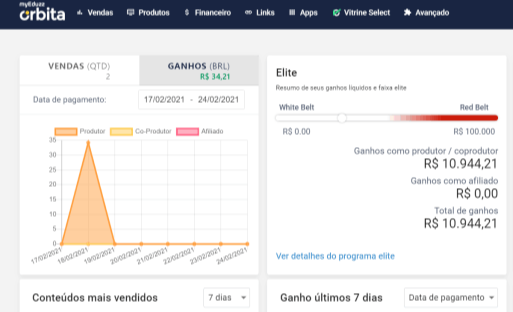 myEduzz
orbita
Vendas
Produtos
$ Financeiro
Links
Apps
Vitrine Select
Avançado
VENDAS (QTD)
2
GANHOS (BRL)
R$ 34,21
Data de pagamento:
17/02/2021 - 24/02/2021
Produtor
Co-Produtor
Afiliado
35
30
25
20
15
10
5
0
17/02/2021
18/02/2021
19/02/2021
20/02/2021
21/02/2021
22/02/2021
23/02/2021
24/02/2021
Elite
Resumo de seus ganhos líquidos e faixa elite
White Belt
Red Belt
R$ 0.00
R$ 100.000
Ganhos como produtor / coprodutor
R$ 10.944,21
Ganhos como afiliado
R$ 0,00
Total de ganhos
R$ 10.944,21
Ver detalhes do programa elite
Conteúdos mais vendidos
7 dias
Ganho últimos 7 dias
Data de pagamento